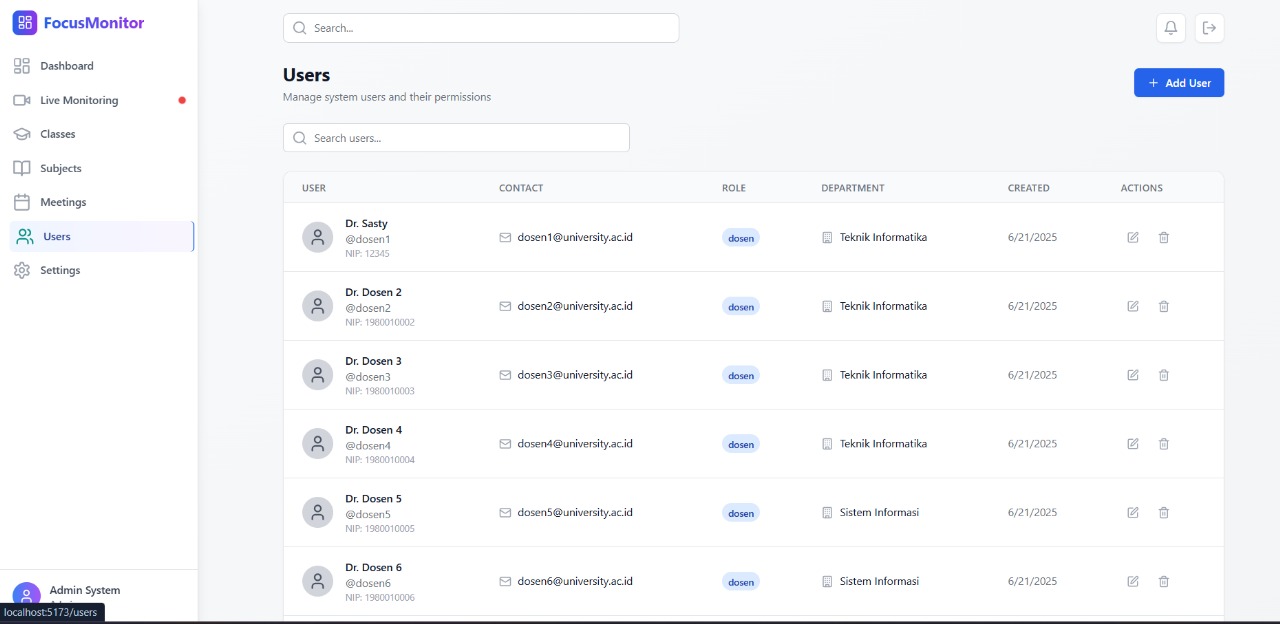 FocusMonitor
Search...
Dashboard
Live Monitoring
Classes
Subjects
Meetings
Users
Settings
Users
Manage system users and their permissions
+ Add User
Search users...
USER CONTACT ROLE DEPARTMENT CREATED ACTIONS
Dr. Sasty
@dosen1
NIP: 12345
dosen1@university.ac.id dosen Teknik Informatika 6/21/2025
Dr. Dosen 2
@dosen2
NIP: 1980010002
dosen2@university.ac.id dosen Teknik Informatika 6/21/2025
Dr. Dosen 3
@dosen3
NIP: 1980010003
dosen3@university.ac.id dosen Teknik Informatika 6/21/2025
Dr. Dosen 4
@dosen4
NIP: 1980010004
dosen4@university.ac.id dosen Teknik Informatika 6/21/2025
Dr. Dosen 5
@dosen5
NIP: 1980010005
dosen5@university.ac.id dosen Sistem Informasi 6/21/2025
Dr. Dosen 6
@dosen6
NIP: 1980010006
dosen6@university.ac.id dosen Sistem Informasi 6/21/2025
Admin System
localhost:5173/users